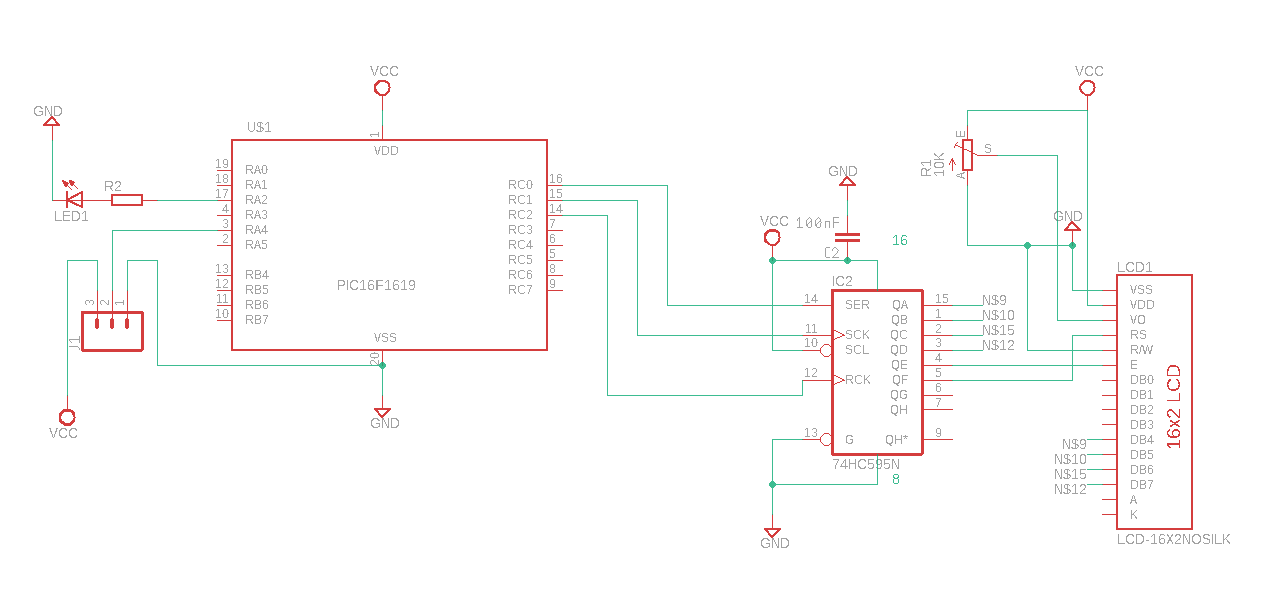 VCC
GND
U$1
1
VDD
19 RA0
18 RA1
17 RA2
4 RA3
3 RA4
2 RA5
13 RB4
12 RB5
11 RB6
10 RB7
RC0 16
RC1 15
RC2 14
RC3 7
RC4 6
RC5 5
RC6 8
RC7 9
PIC16F1619
VSS
20
GND
R2
LED1
3 2 1
J1
VCC
VCC
E
S
A
R1
10K
GND
GND
100nF
C2
VCC
16
IC2
14 SER
11 SCK
10 SCL
12 RCK
13 G
QA 15 N$9
QB 1 N$10
QC 2 N$15
QD 3 N$12
QE 4
QF 5
QG 6
QH 7
QH* 9
74HC595N
8
GND
LCD1
VSS
VDD
VO
RS
R/W
E
DB0
DB1
DB2
DB3
N$9 DB4
N$10 DB5
N$15 DB6
N$12 DB7
A
K
16x2 LCD
LCD-16X2NOSILK